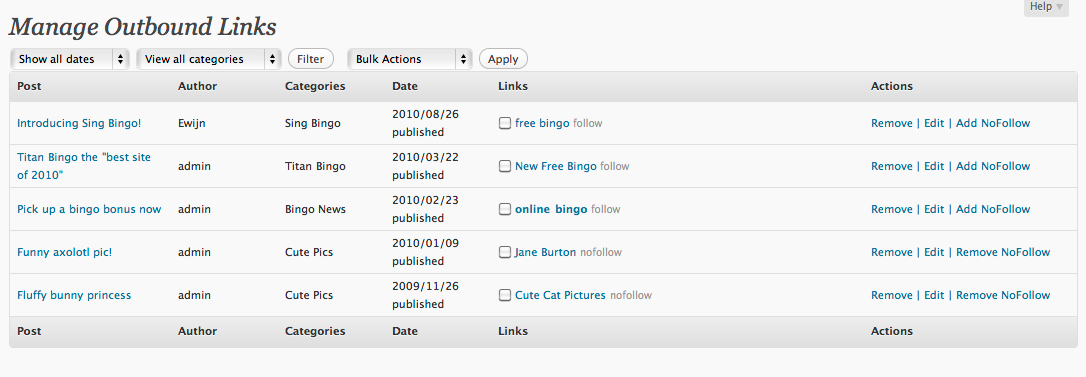 Help
Manage Outbound Links
Show all dates View all categories Filter Bulk Actions Apply
Post Author Categories Date Links Actions
Introducing Sing Bingo! Ewijn Sing Bingo 2010/08/26 published free bingo follow Remove | Edit | Add NoFollow
Titan Bingo the "best site of 2010" admin Titan Bingo 2010/03/22 published New Free Bingo follow Remove | Edit | Add NoFollow
Pick up a bingo bonus now admin Bingo News 2010/02/23 published online bingo follow Remove | Edit | Add NoFollow
Funny axolotl pic! admin Cute Pics 2010/01/09 published Jane Burton nofollow Remove | Edit | Remove NoFollow
Fluffy bunny princess admin Cute Pics 2009/11/26 published Cute Cat Pictures nofollow Remove | Edit | Remove NoFollow
Post Author Categories Date Links Actions